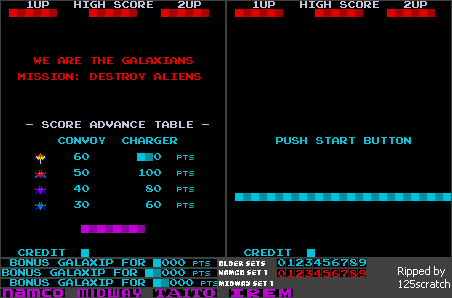 1UP HIGH SCORE 2UP
WE ARE THE GALAXIANS
MISSION: DESTROY ALIENS
- SCORE ADVANCE TABLE -
CONVOY CHARGER
60 0 PTS
50 100 PTS
40 80 PTS
30 60 PTS
CREDIT
1UP HIGH SCORE 2UP
PUSH START BUTTON
CREDIT
BONUS GALAXIP FOR 000 PTS OLDER SETS 0123456789
BONUS GALAXIP FOR 000 PTS NAMCO SET 1 0123456789
BONUS GALAXIP FOR 000 PTS MIDWAY SET 1
namco MIDWAY TAITO IREM
Ripped by
125scratch